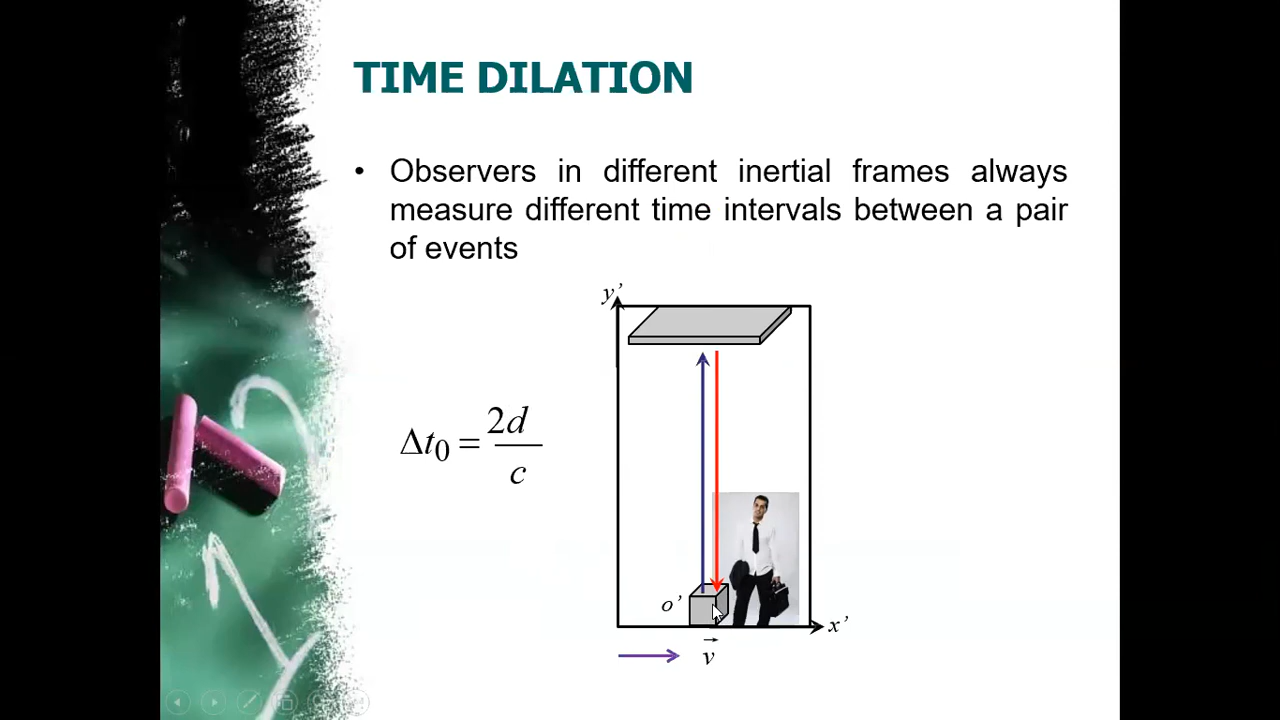 TIME DILATION
• Observers in different inertial frames always
measure different time intervals between a pair
of events
y’
Δt₀ = 2d
c
o’
x’
v⃗